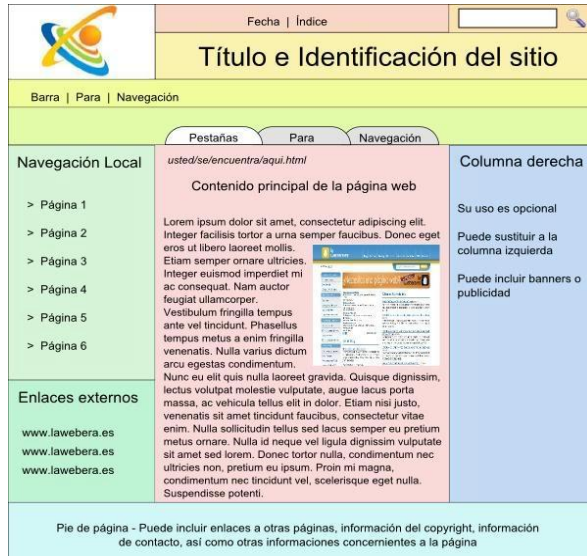 Fecha | Índice
Título e Identificación del sitio
Barra | Para | Navegación
Pestañas
Para
Navegación
Navegación Local
> Página 1
> Página 2
> Página 3
> Página 4
> Página 5
> Página 6
Enlaces externos
www.lawebera.es
www.lawebera.es
www.lawebera.es
usted/se/encuentra/aqui.html
Contenido principal de la página web
Lorem ipsum dolor sit amet, consectetur adipiscing elit.
Integer facilisis tortor a urna semper faucibus. Donec eget
eros ut libero laoreet mollis.
Etiam semper ornare ultricies.
Integer euismod imperdiet mi
ac consequat. Nam auctor
feugiat ullamcorper.
Vestibulum fringilla tempus
ante vel tincidunt. Phasellus
tempus metus a enim fringilla
venenatis. Nulla varius dictum
arcu egestas condimentum.
Nunc eu elit quis nulla laoreet gravida. Quisque dignissim,
lectus volutpat molestie vulputate, augue lacus porta
massa, ac vehicula tellus elit in dolor. Etiam nisi justo,
venenatis sit amet tincidunt faucibus, consectetur vitae
enim. Nulla sollicitudin tellus sed lacus semper eu pretium
metus ornare. Nulla id neque vel ligula dignissim vulputate
sit amet sed lorem. Donec tortor nulla, condimentum nec
ultricies non, pretium eu ipsum. Proin mi magna,
condimentum nec tincidunt vel, scelerisque eget nulla.
Suspendisse potenti.
Columna derecha
Su uso es opcional
Puede sustituir a la
columna izquierda
Puede incluir banners o
publicidad
Pie de página - Puede incluir enlaces a otras páginas, información del copyright, información
de contacto, así como otras informaciones concernientes a la página